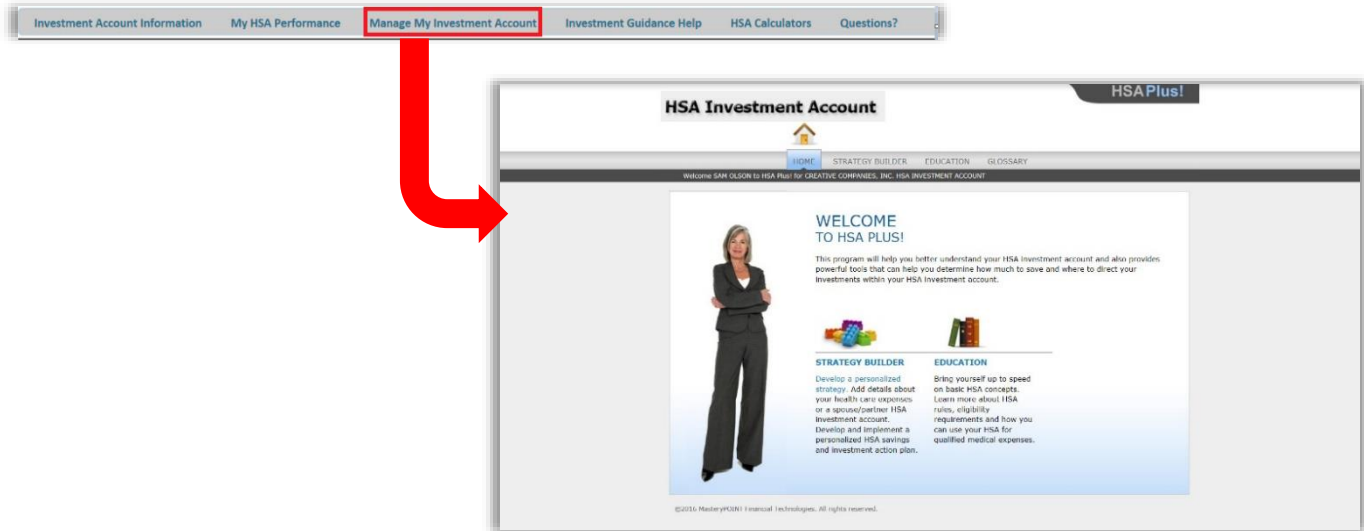 Investment Account Information My HSA Performance Manage My Investment Account Investment Guidance Help HSA Calculators Questions?
HSAPlus!
HSA Investment Account
HOME STRATEGY BUILDER EDUCATION GLOSSARY
Welcome SAM OLSON to HSA Plus! for CREATIVE COMPANIES, INC. HSA INVESTMENT ACCOUNT
WELCOME
TO HSA PLUS!
This program will help you better understand your HSA investment account and also provides
powerful tools that can help you determine how much to save and where to direct your
investments within your HSA investment account.
STRATEGY BUILDER
Develop a personalized
strategy. Add details about
your health care expenses
or a spouse/partner HSA
investment account.
Develop and implement a
personalized HSA savings
and investment action plan.
EDUCATION
Bring yourself up to speed
on basic HSA concepts.
Learn more about HSA
rules, eligibility
requirements and how you
can use your HSA for
qualified medical expenses.
©2016 MasteryPOINT Financial Technologies. All rights reserved.